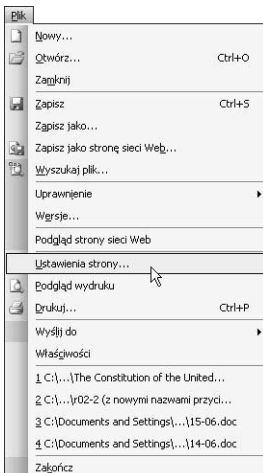 Plik
Nowy...
Otwórz... Ctrl+O
Zamknij
Zapisz Ctrl+S
Zapisz jako...
Zapisz jako stronę sieci Web...
Wyszukaj plik...
Uprawnienie
Wersje...
Podgląd strony sieci Web
Ustawienia strony...
Podgląd wydruku
Drukuj... Ctrl+P
Wyślij do
Właściwości
1 C:\...\The Constitution of the United...
2 C:\...\r02-2 (z nowymi nazwami przyci...
3 C:\Documents and Settings\...\15-06.doc
4 C:\Documents and Settings\...\14-06.doc
Zakończ